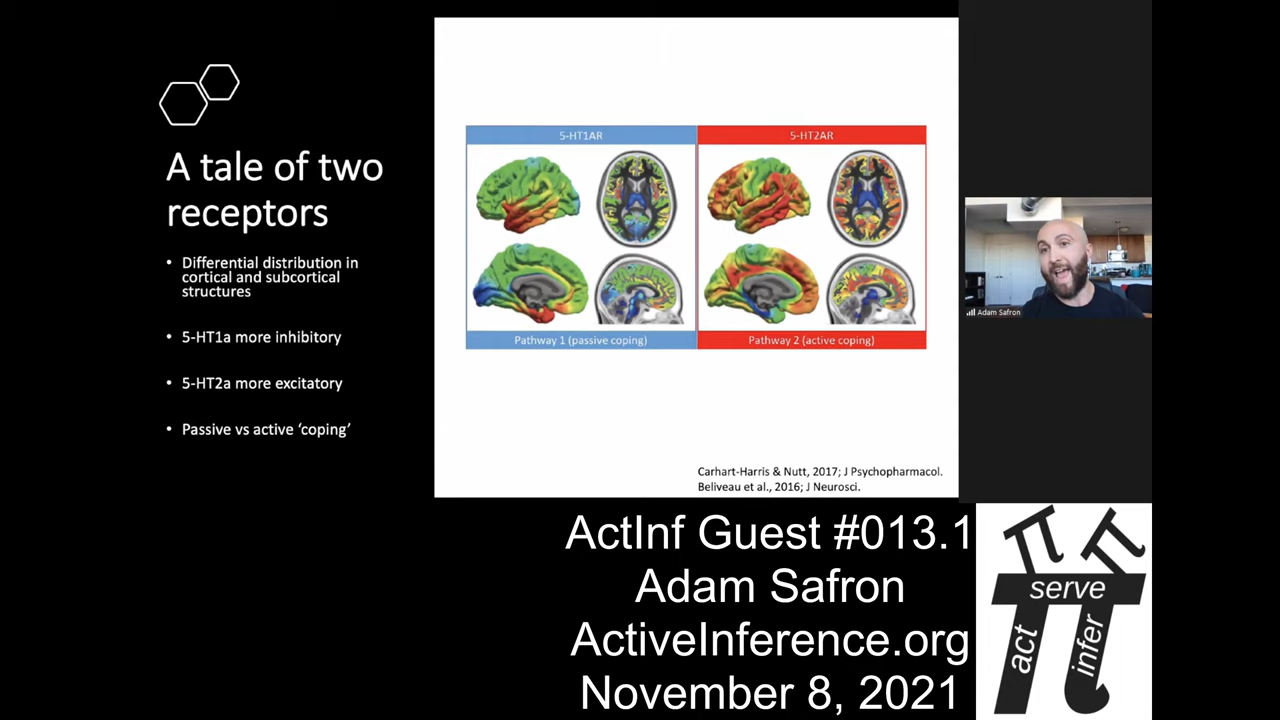 A tale of two
receptors
• Differential distribution in
cortical and subcortical
structures
• 5-HT1a more inhibitory
• 5-HT2a more excitatory
• Passive vs active ‘coping’
5-HT1AR
5-HT2AR
Pathway 1 (passive coping)
Pathway 2 (active coping)
Carhart-Harris & Nutt, 2017; J Psychopharmacol.
Beliveau et al., 2016; J Neurosci.
Adam Safron
ActInf Guest #013.1
Adam Safron
ActiveInference.org
November 8, 2021
π π
serve
act
infer